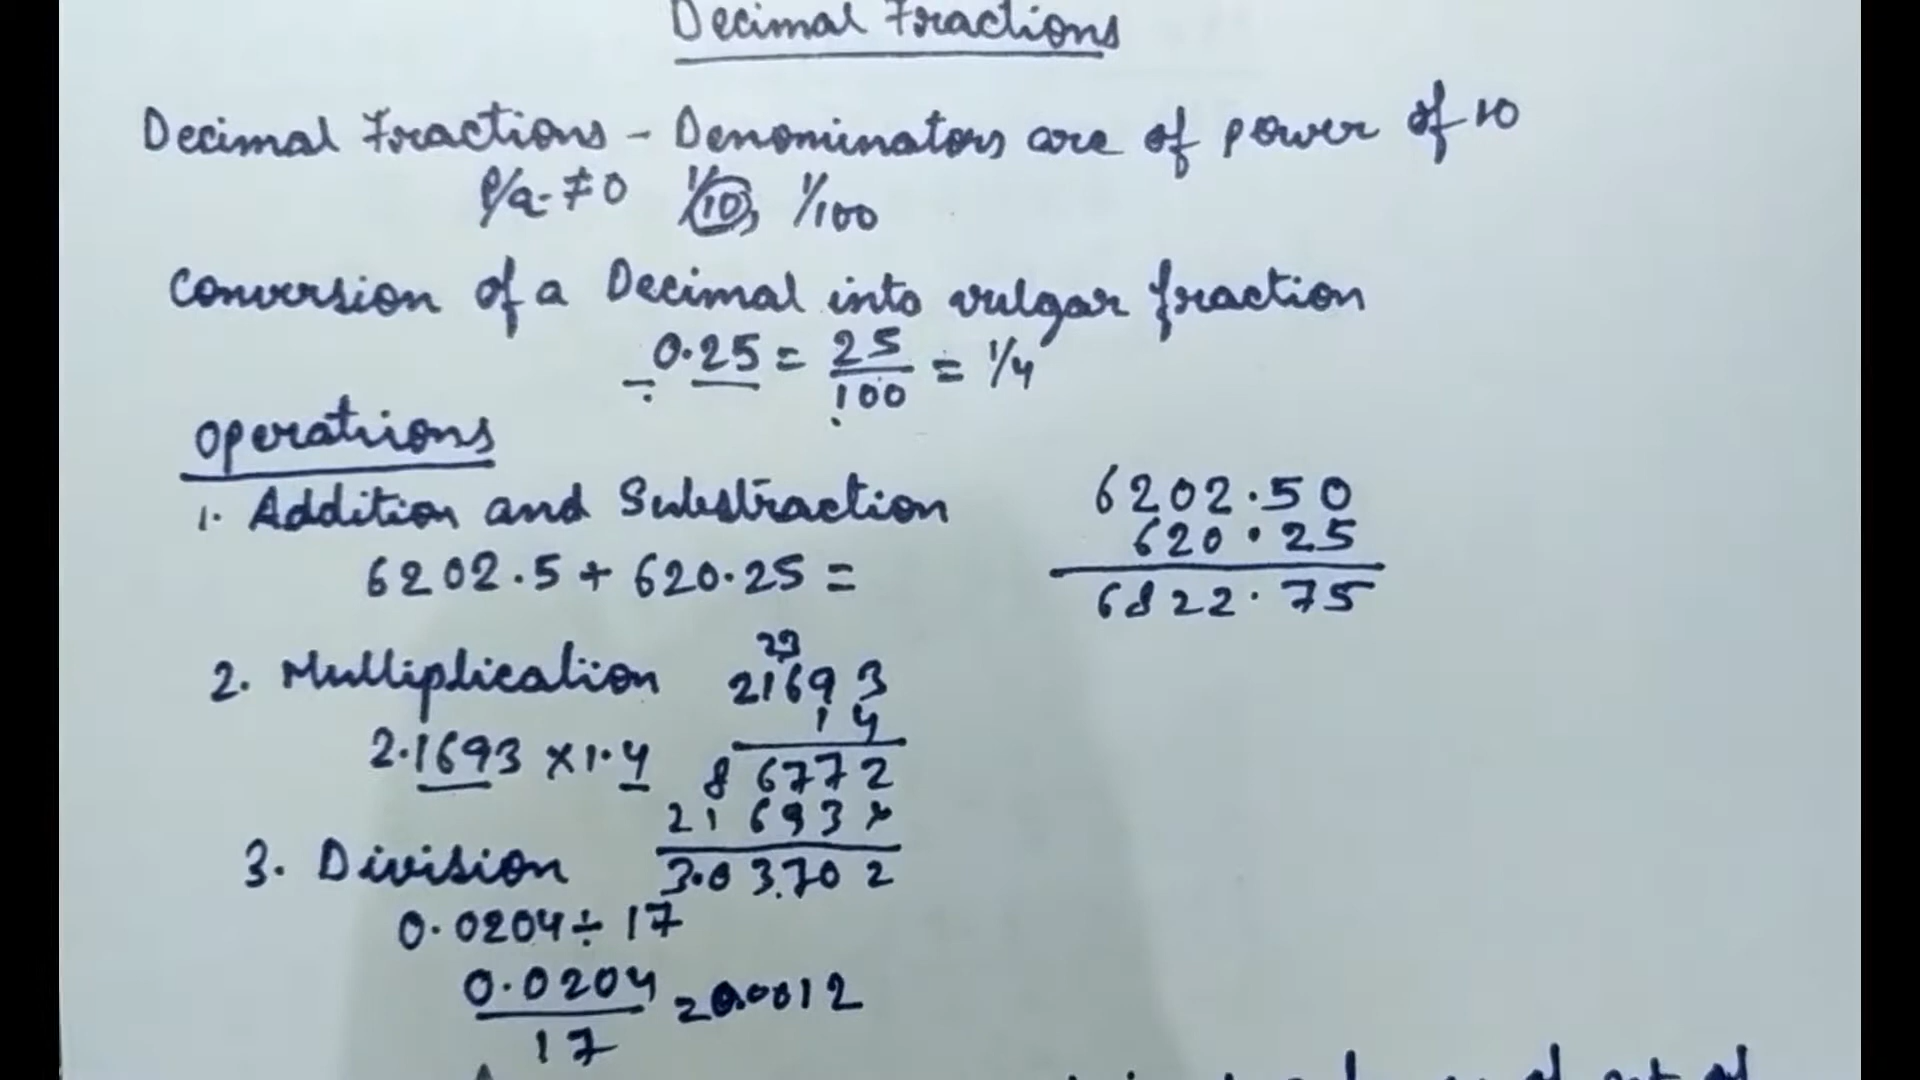 Decimal Fractions
Decimal Fractions - Denominators are of power of 10
p/q ≠ 0 1/10, 1/100
Conversion of a Decimal into vulgar fraction
0.25 = 25/100 = 1/4
Operations
1. Addition and Substraction
6202.5 + 620.25 =
6202.50
620.25
6822.75
2. Multiplication
2.1693 x 1.4
23
21693
14
86772
21693x
3.03702
3. Division
0.0204 ÷ 17
0.0204/17 = 0.0012